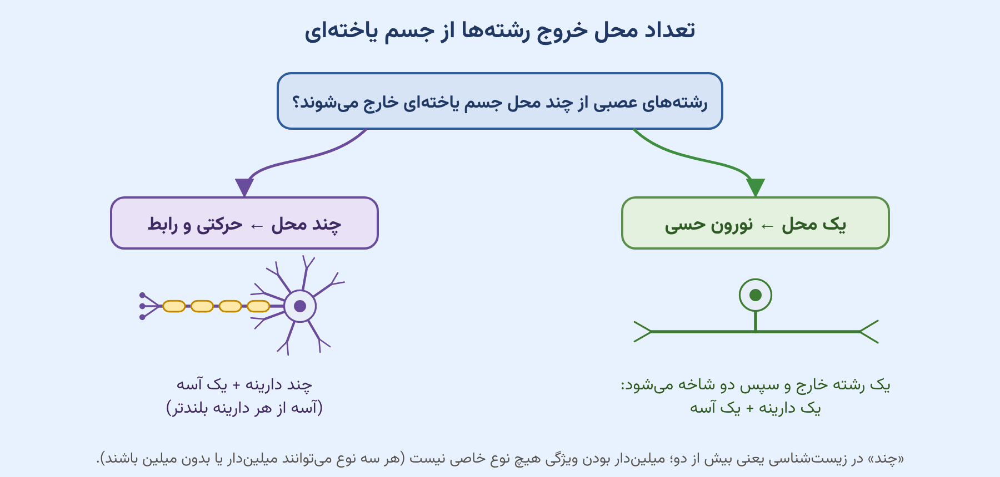 تعداد محل خروج رشته‌ها از جسم یاخته‌ای
رشته‌های عصبی از چند محل جسم یاخته‌ای خارج می‌شوند؟
یک محل ← نورون حسی
چند محل ← حرکتی و رابط
یک رشته خارج و سپس دو شاخه می‌شود:
یک دارینه + یک آسه
چند دارینه + یک آسه
(آسه از هر دارینه بلندتر)
«چند» در زیست‌شناسی یعنی بیش از دو؛ میلین‌دار بودن ویژگی هیچ نوع خاصی نیست (هر سه نوع می‌توانند میلین‌دار یا بدون میلین باشند).